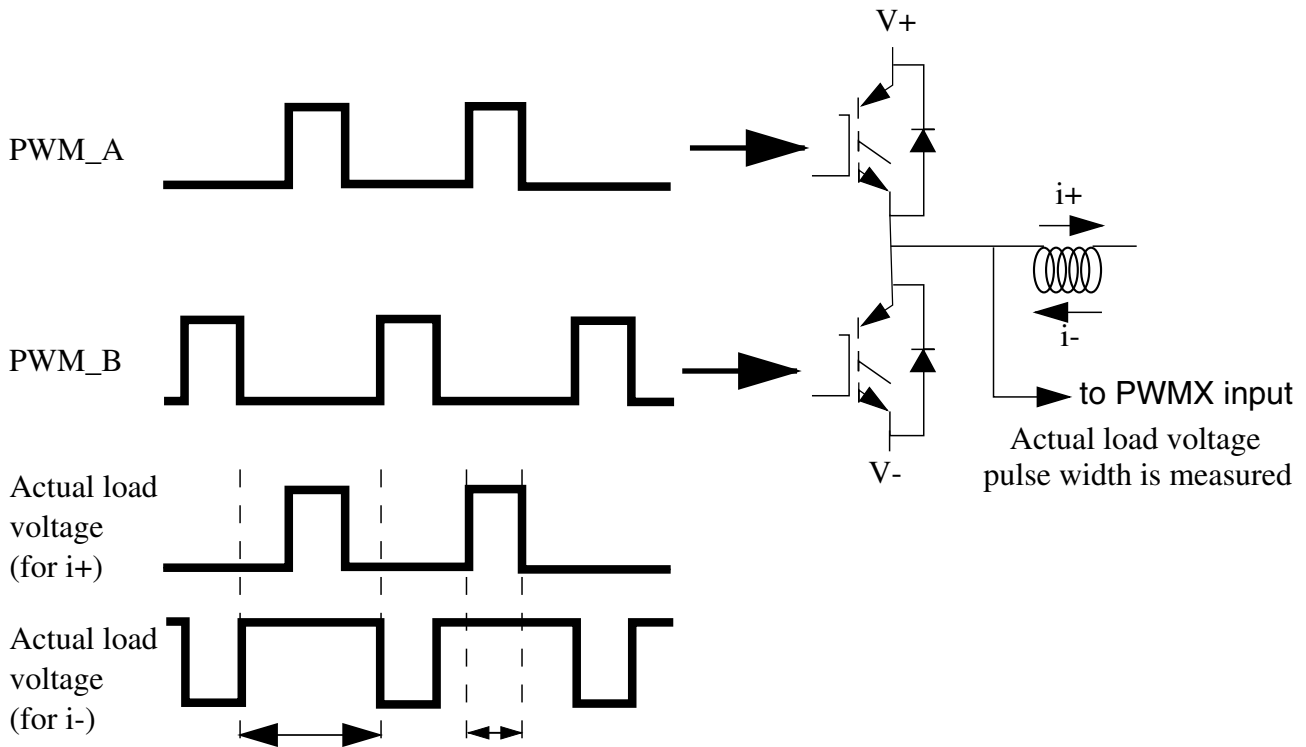 V+
PWM_A
i+
PWM_B
i-
to PWMX input
Actual load voltage
pulse width is measured
V-
Actual load
voltage
(for i+)
Actual load
voltage
(for i-)